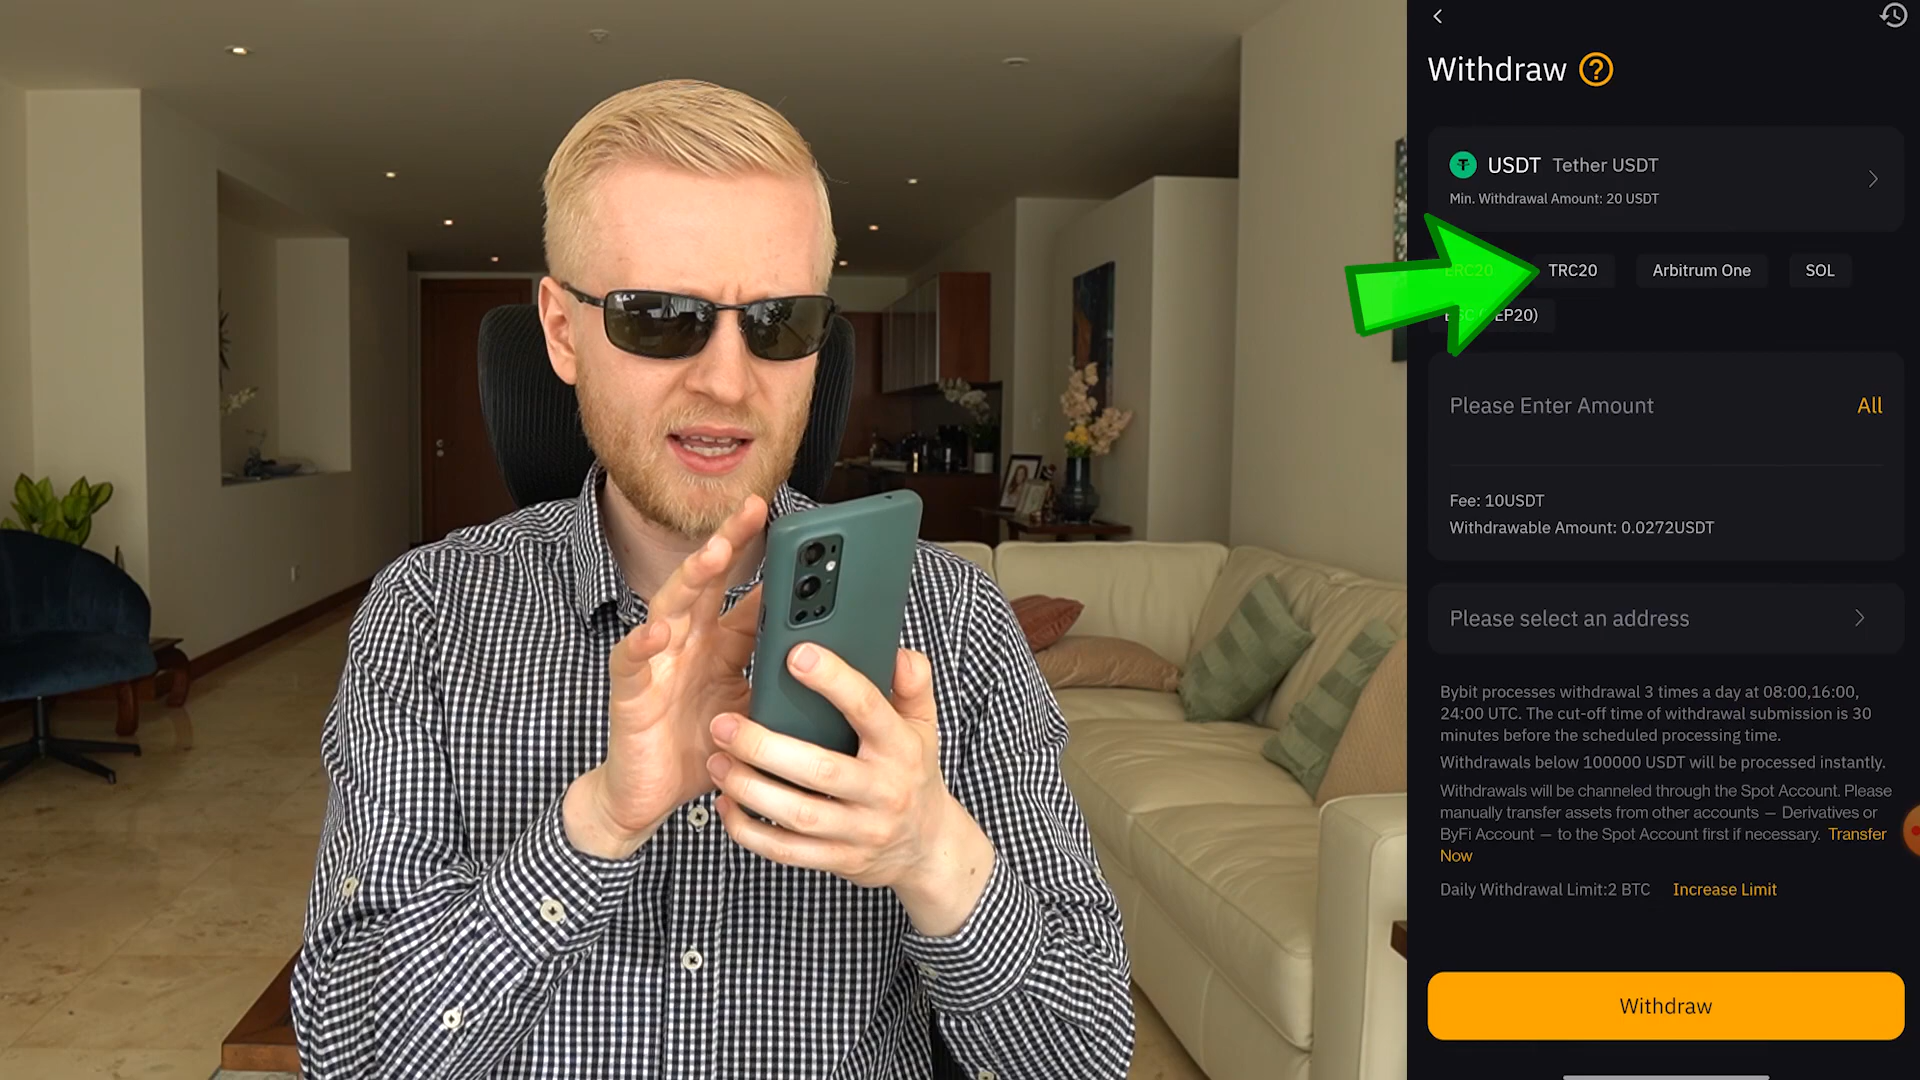 Withdraw ?
USDT Tether USDT
Min. Withdrawal Amount: 20 USDT
ERC20 TRC20 Arbitrum One SOL
BSC (BEP20)
Please Enter Amount All
Fee: 10USDT
Withdrawable Amount: 0.0272USDT
Please select an address
Bybit processes withdrawal 3 times a day at 08:00,16:00,
24:00 UTC. The cut-off time of withdrawal submission is 30
minutes before the scheduled processing time.
Withdrawals below 100000 USDT will be processed instantly.
Withdrawals will be channeled through the Spot Account. Please
manually transfer assets from other accounts — Derivatives or
ByFi Account — to the Spot Account first if necessary. Transfer
Now
Daily Withdrawal Limit:2 BTC Increase Limit
Withdraw